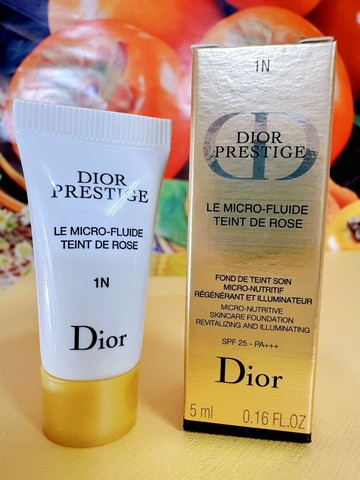 DIOR
PRESTIGE
LE MICRO-FLUIDE
TEINT DE ROSE
1N
Dior
1N
DIOR
PRESTIGE
LE MICRO-FLUIDE
TEINT DE ROSE
FOND DE TEINT SOIN
MICRO-NUTRITIF
RÉGÉNÉRANT ET ILLUMINATEUR
MICRO-NUTRITIVE
SKINCARE FOUNDATION
REVITALIZING AND ILLUMINATING
SPF 25 - PA+++
Dior
5 ml 0.16 FL.OZ